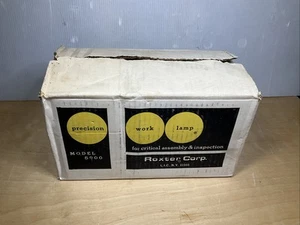 precision
work
lamp
for critical assembly & inspection
MODEL
Roxter Corp.